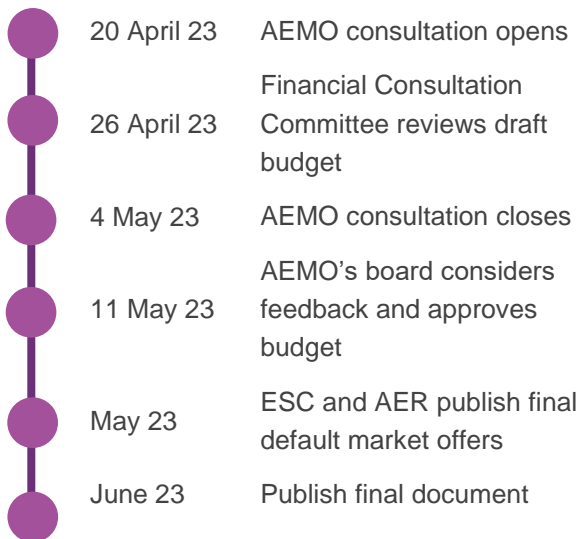 20 April 23 AEMO consultation opens
Financial Consultation
26 April 23 Committee reviews draft
budget
4 May 23 AEMO consultation closes
AEMO’s board considers
11 May 23 feedback and approves
budget
May 23 ESC and AER publish final
default market offers
June 23 Publish final document